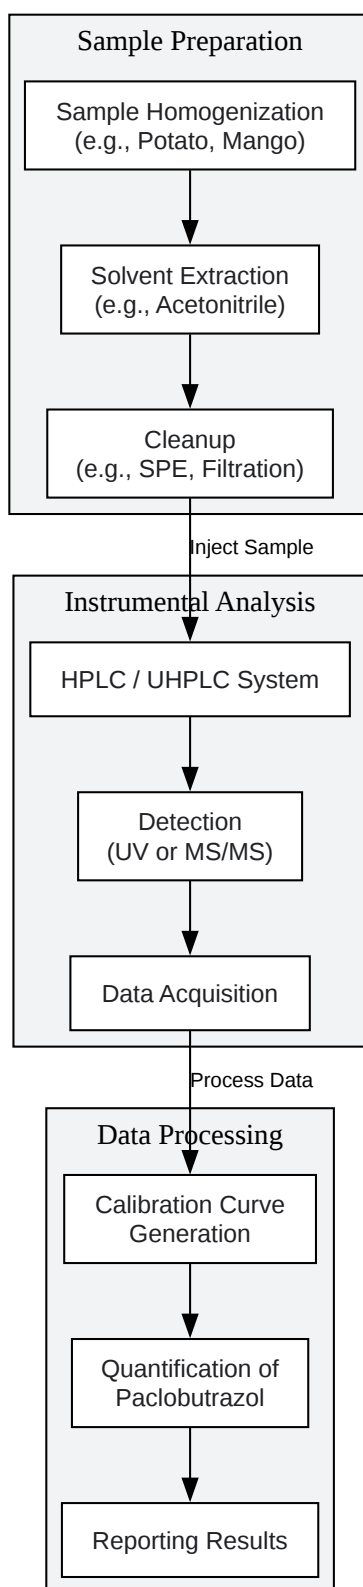 Sample Preparation
Sample Homogenization
(e.g., Potato, Mango)
Solvent Extraction
(e.g., Acetonitrile)
Cleanup
(e.g., SPE, Filtration)
Inject Sample
Instrumental Analysis
HPLC / UHPLC System
Detection
(UV or MS/MS)
Data Acquisition
Process Data
Data Processing
Calibration Curve
Generation
Quantification of
Paclobutrazol
Reporting Results